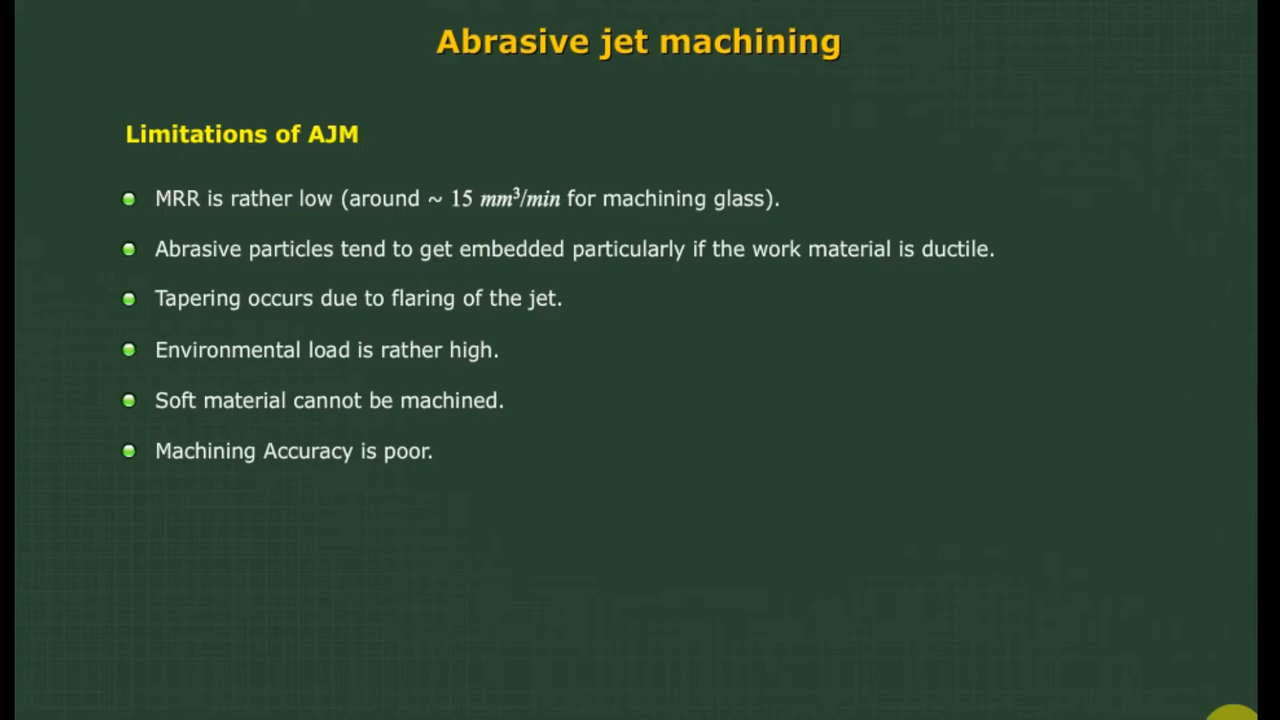 Abrasive jet machining
Limitations of AJM
MRR is rather low (around ~ 15 mm³/min for machining glass).
Abrasive particles tend to get embedded particularly if the work material is ductile.
Tapering occurs due to flaring of the jet.
Environmental load is rather high.
Soft material cannot be machined.
Machining Accuracy is poor.